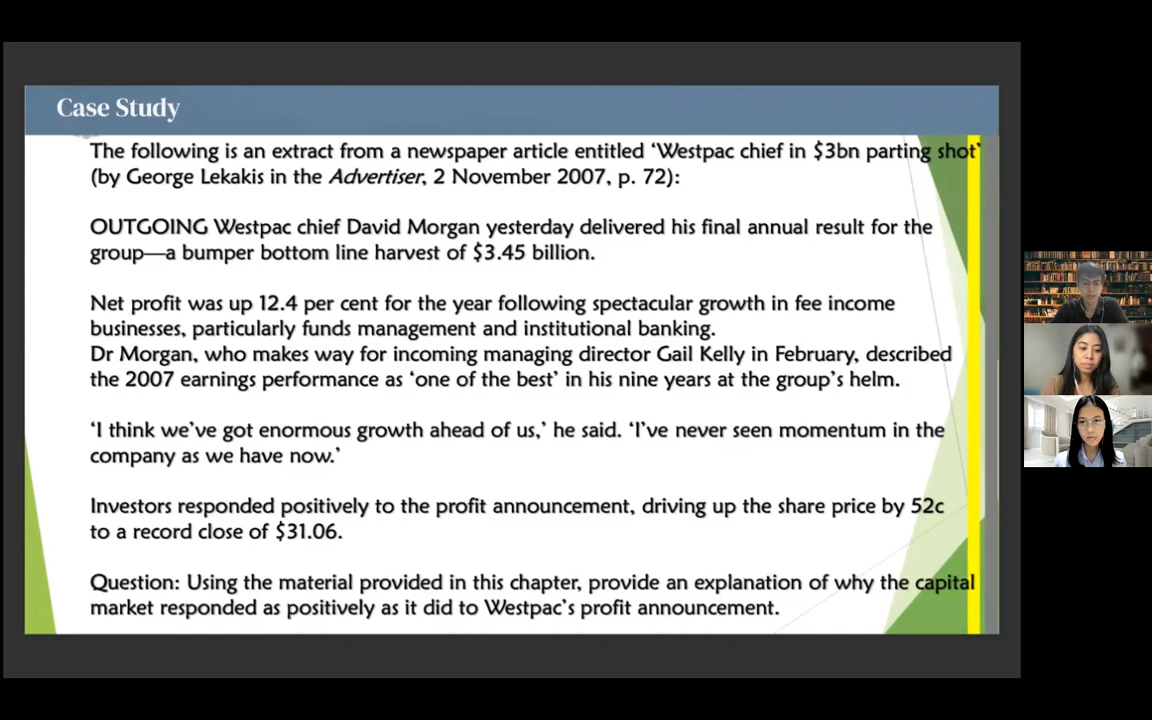 Case Study
The following is an extract from a newspaper article entitled ‘Westpac chief in $3bn parting shot’
(by George Lekakis in the Advertiser, 2 November 2007, p. 72):
OUTGOING Westpac chief David Morgan yesterday delivered his final annual result for the
group—a bumper bottom line harvest of $3.45 billion.
Net profit was up 12.4 per cent for the year following spectacular growth in fee income
businesses, particularly funds management and institutional banking.
Dr Morgan, who makes way for incoming managing director Gail Kelly in February, described
the 2007 earnings performance as ‘one of the best’ in his nine years at the group’s helm.
‘I think we’ve got enormous growth ahead of us,’ he said. ‘I’ve never seen momentum in the
company as we have now.’
Investors responded positively to the profit announcement, driving up the share price by 52c
to a record close of $31.06.
Question: Using the material provided in this chapter, provide an explanation of why the capital
market responded as positively as it did to Westpac’s profit announcement.